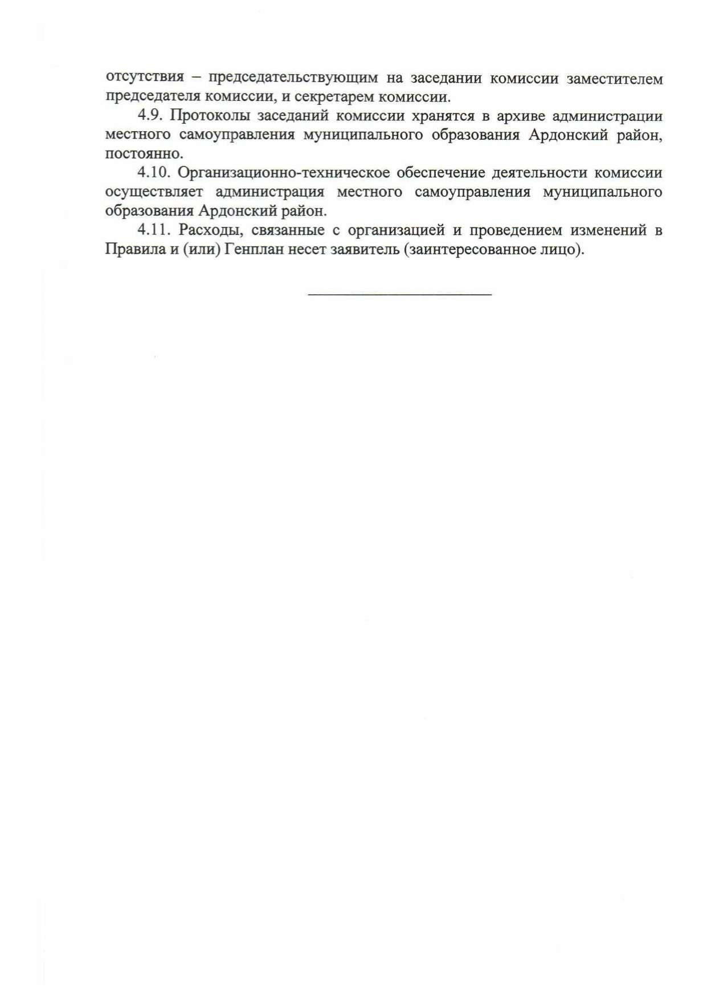 отсутствия – председательствующим на заседании комиссии заместителем
председателя комиссии, и секретарем комиссии.
4.9. Протоколы заседаний комиссии хранятся в архиве администрации
местного самоуправления муниципального образования Ардонский район,
постоянно.
4.10. Организационно-техническое обеспечение деятельности комиссии
осуществляет администрация местного самоуправления муниципального
образования Ардонский район.
4.11. Расходы, связанные с организацией и проведением изменений в
Правила и (или) Генплан несет заявитель (заинтересованное лицо).